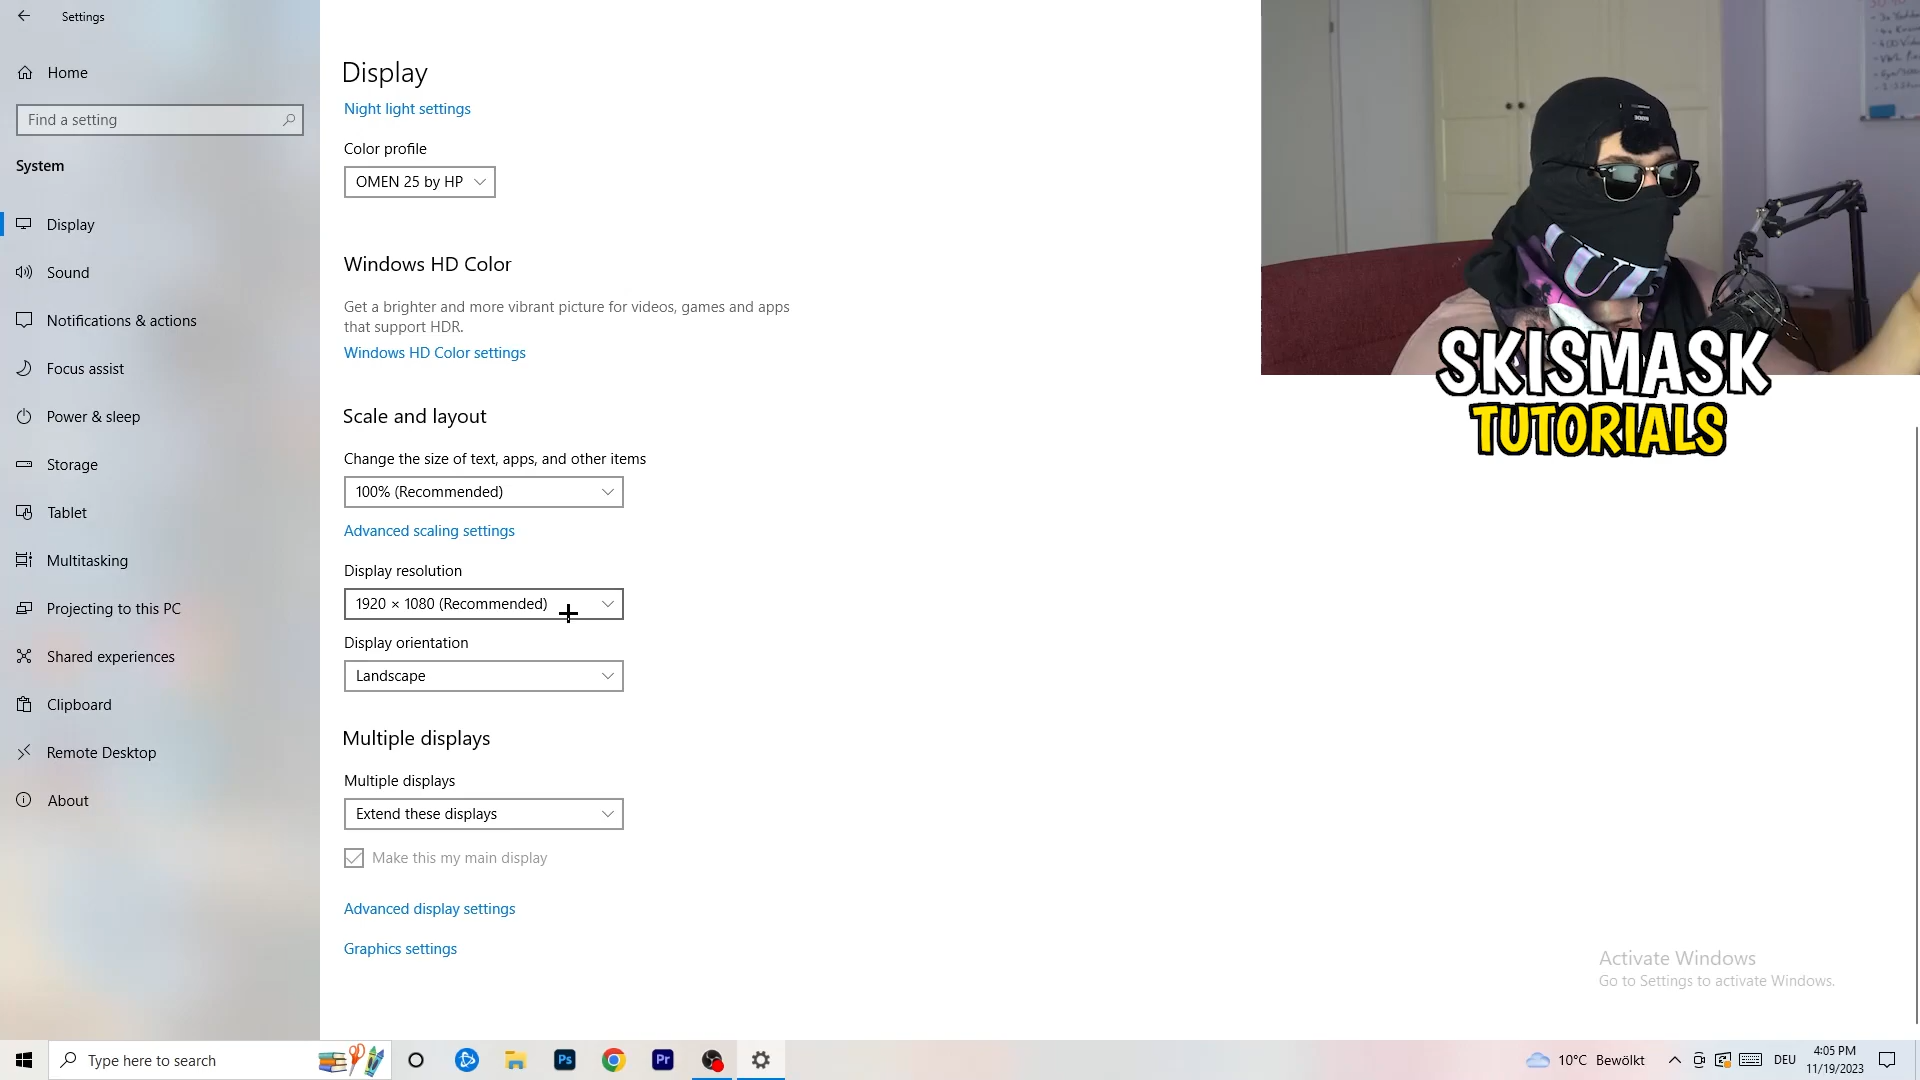 Settings
Home
Find a setting
System
Display
Sound
Notifications & actions
Focus assist
Power & sleep
Storage
Tablet
Multitasking
Projecting to this PC
Shared experiences
Clipboard
Remote Desktop
About
Display
Night light settings
Color profile
OMEN 25 by HP
Windows HD Color
Get a brighter and more vibrant picture for videos, games and apps
that support HDR.
Windows HD Color settings
Scale and layout
Change the size of text, apps, and other items
100% (Recommended)
Advanced scaling settings
Display resolution
1920 × 1080 (Recommended)
Display orientation
Landscape
Multiple displays
Multiple displays
Extend these displays
Make this my main display
Advanced display settings
Graphics settings
SKISMASK
TUTORIALS
Activate Windows
Go to Settings to activate Windows.
Type here to search
Ps
Pr
10°C Bewölkt
DEU
4:05 PM
11/19/2023